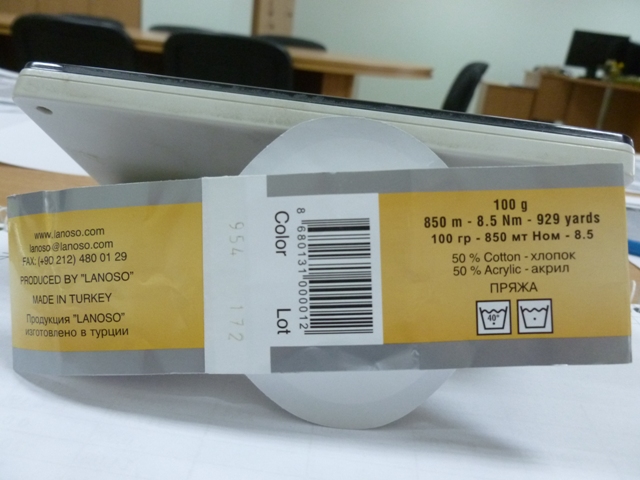 www.lanoso.com
lanoso@lanoso.com
FAX: (+90 212) 480 01 29
PRODUCED BY "LANOSO"
MADE IN TURKEY
Продукция "LANOSO"
изготовлено в турции
954 172
Color Lot
8 680131 000012
100 g
850 m - 8.5 Nm - 929 yards
100 гр - 850 мт Ном - 8.5
50 % Cotton - хлопок
50 % Acrylic - акрил
ПРЯЖА
40°